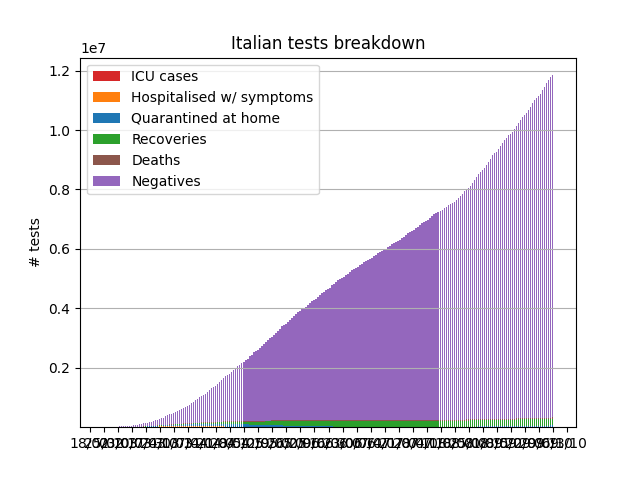 Italian tests breakdown
1e7
ICU cases
Hospitalised w/ symptoms
Quarantined at home
Recoveries
Deaths
Negatives
# tests
1.2
1.0
0.8
0.6
0.4
0.2